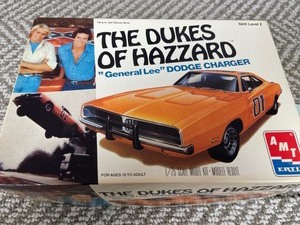 Skill Level 2
THE DUKES
OF HAZZARD
"General Lee" DODGE CHARGER
01
AMT
ERTL
FOR AGES 10 TO ADULT
1/25 SCALE MODEL KIT • MODELE REDUIT
THE DUKES OF HAZZARD